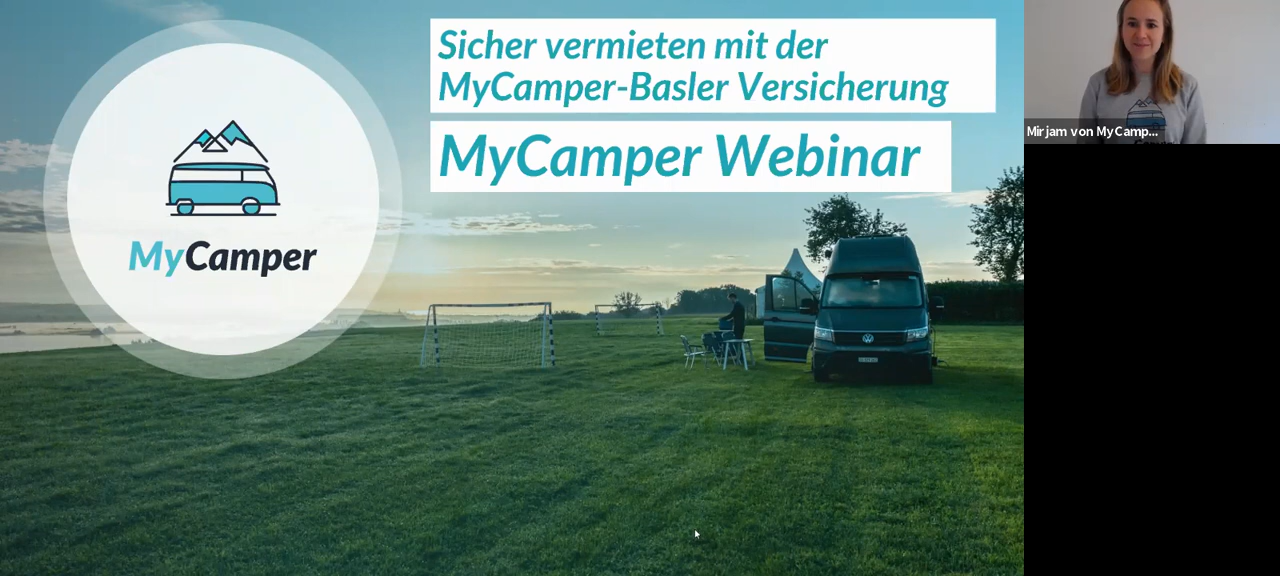 Sicher vermieten mit der
MyCamper-Basler Versicherung
MyCamper Webinar
MyCamper
Mirjam von MyCamp...